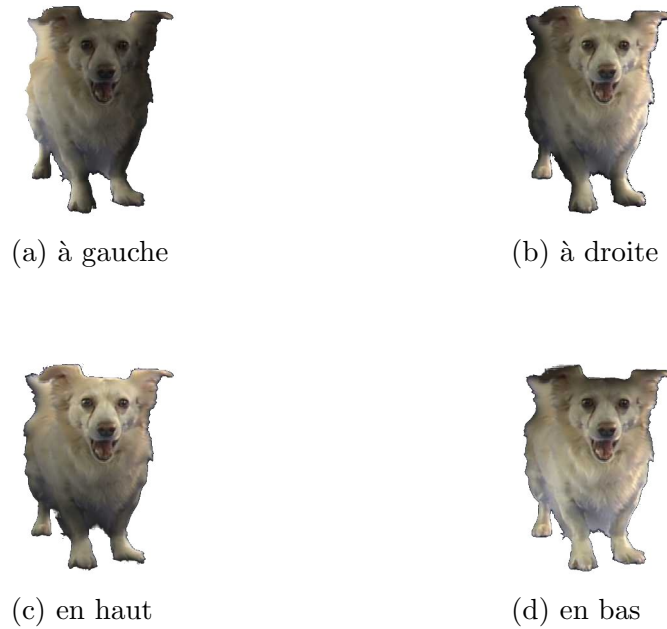 (a) à gauche
(b) à droite
(c) en haut
(d) en bas